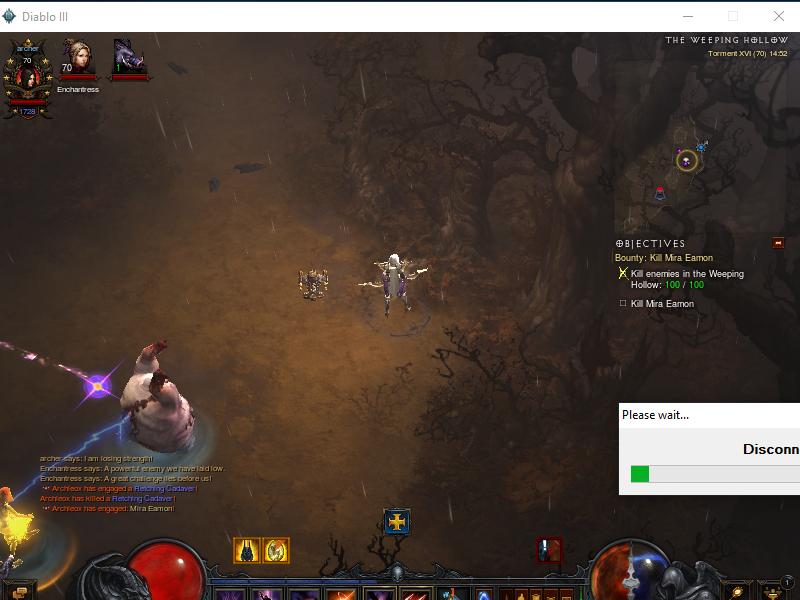 Diablo III
THE WEEPING HOLLOW
Torment XVI (70) 14:52
archer
70
1728
70
Enchantress
1
OBJECTIVES
Bounty: Kill Mira Eamon
Kill enemies in the Weeping
Hollow: 100 / 100
Kill Mira Eamon
Please wait...
Disconn
archer says: I am losing strength!
Enchantress says: A powerful enemy we have laid low.
Enchantress says: A great challenge lies before us!
Archleox has engaged a Retching Cadaver!
Archleox has killed a Retching Cadaver!
Archleox has engaged: Mira Eamon!
1